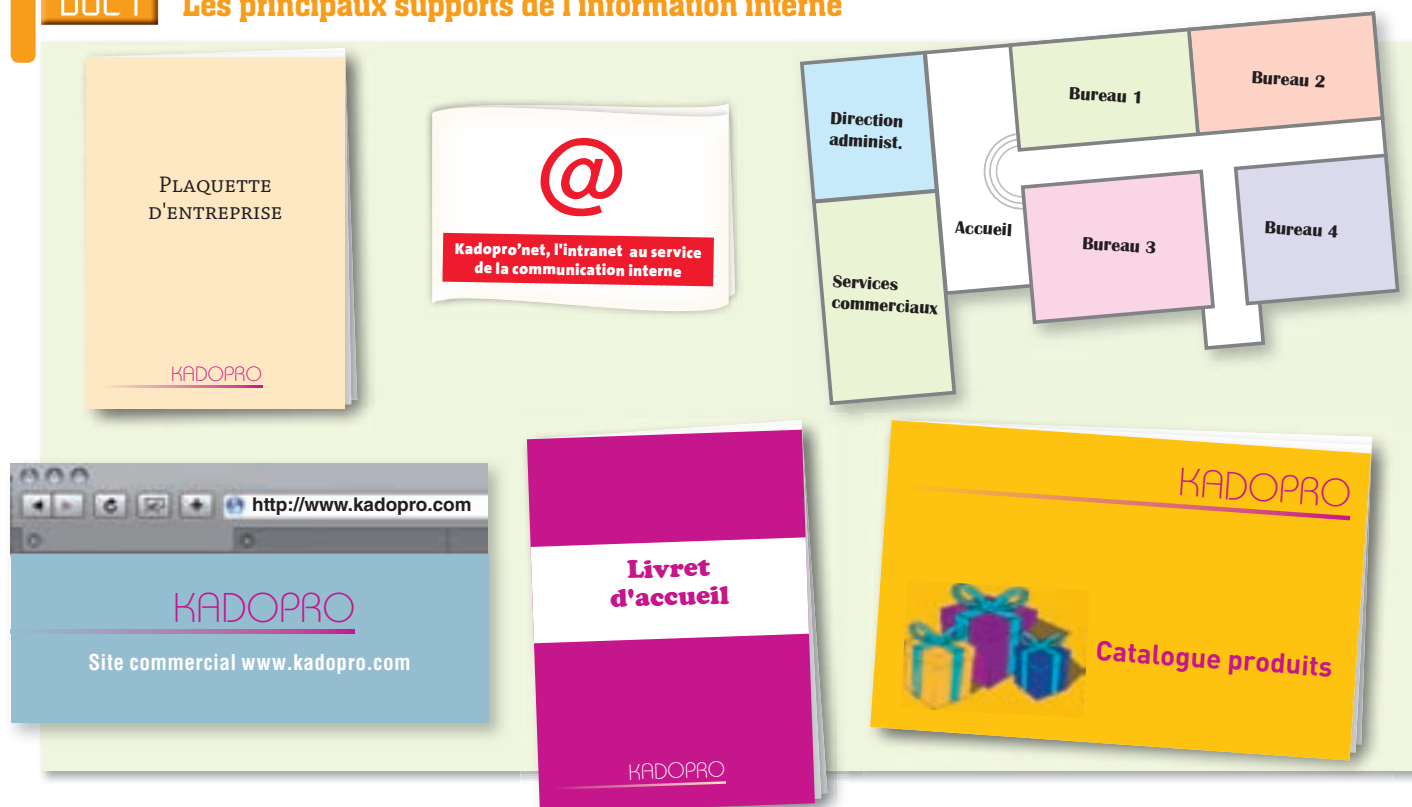 Les principaux supports de l'information interne
PLAQUETTE
D'ENTREPRISE
KADOPRO
@
Kadopro'net, l'intranet au service
de la communication interne
Direction
administ.
Bureau 1
Bureau 2
Accueil
Bureau 3
Bureau 4
Services
commerciaux
http://www.kadopro.com
KADOPRO
Site commercial www.kadopro.com
Livret
d'accueil
KADOPRO
KADOPRO
Catalogue produits